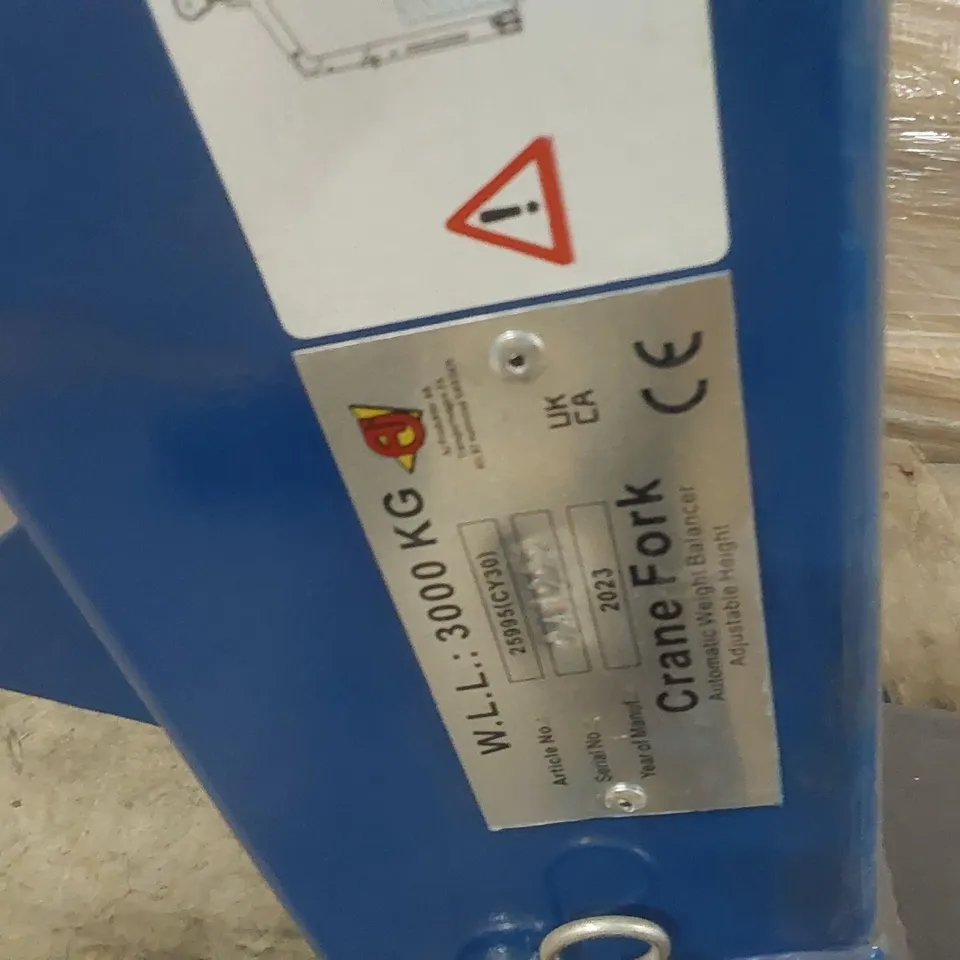 W.L.L.: 3000 KG
Article No.: 25995(CY30)
Serial No.:
Year of Manuf.: 2023
UK
CA
Crane Fork CE
Automatic Weight Balancer
Adjustable Height